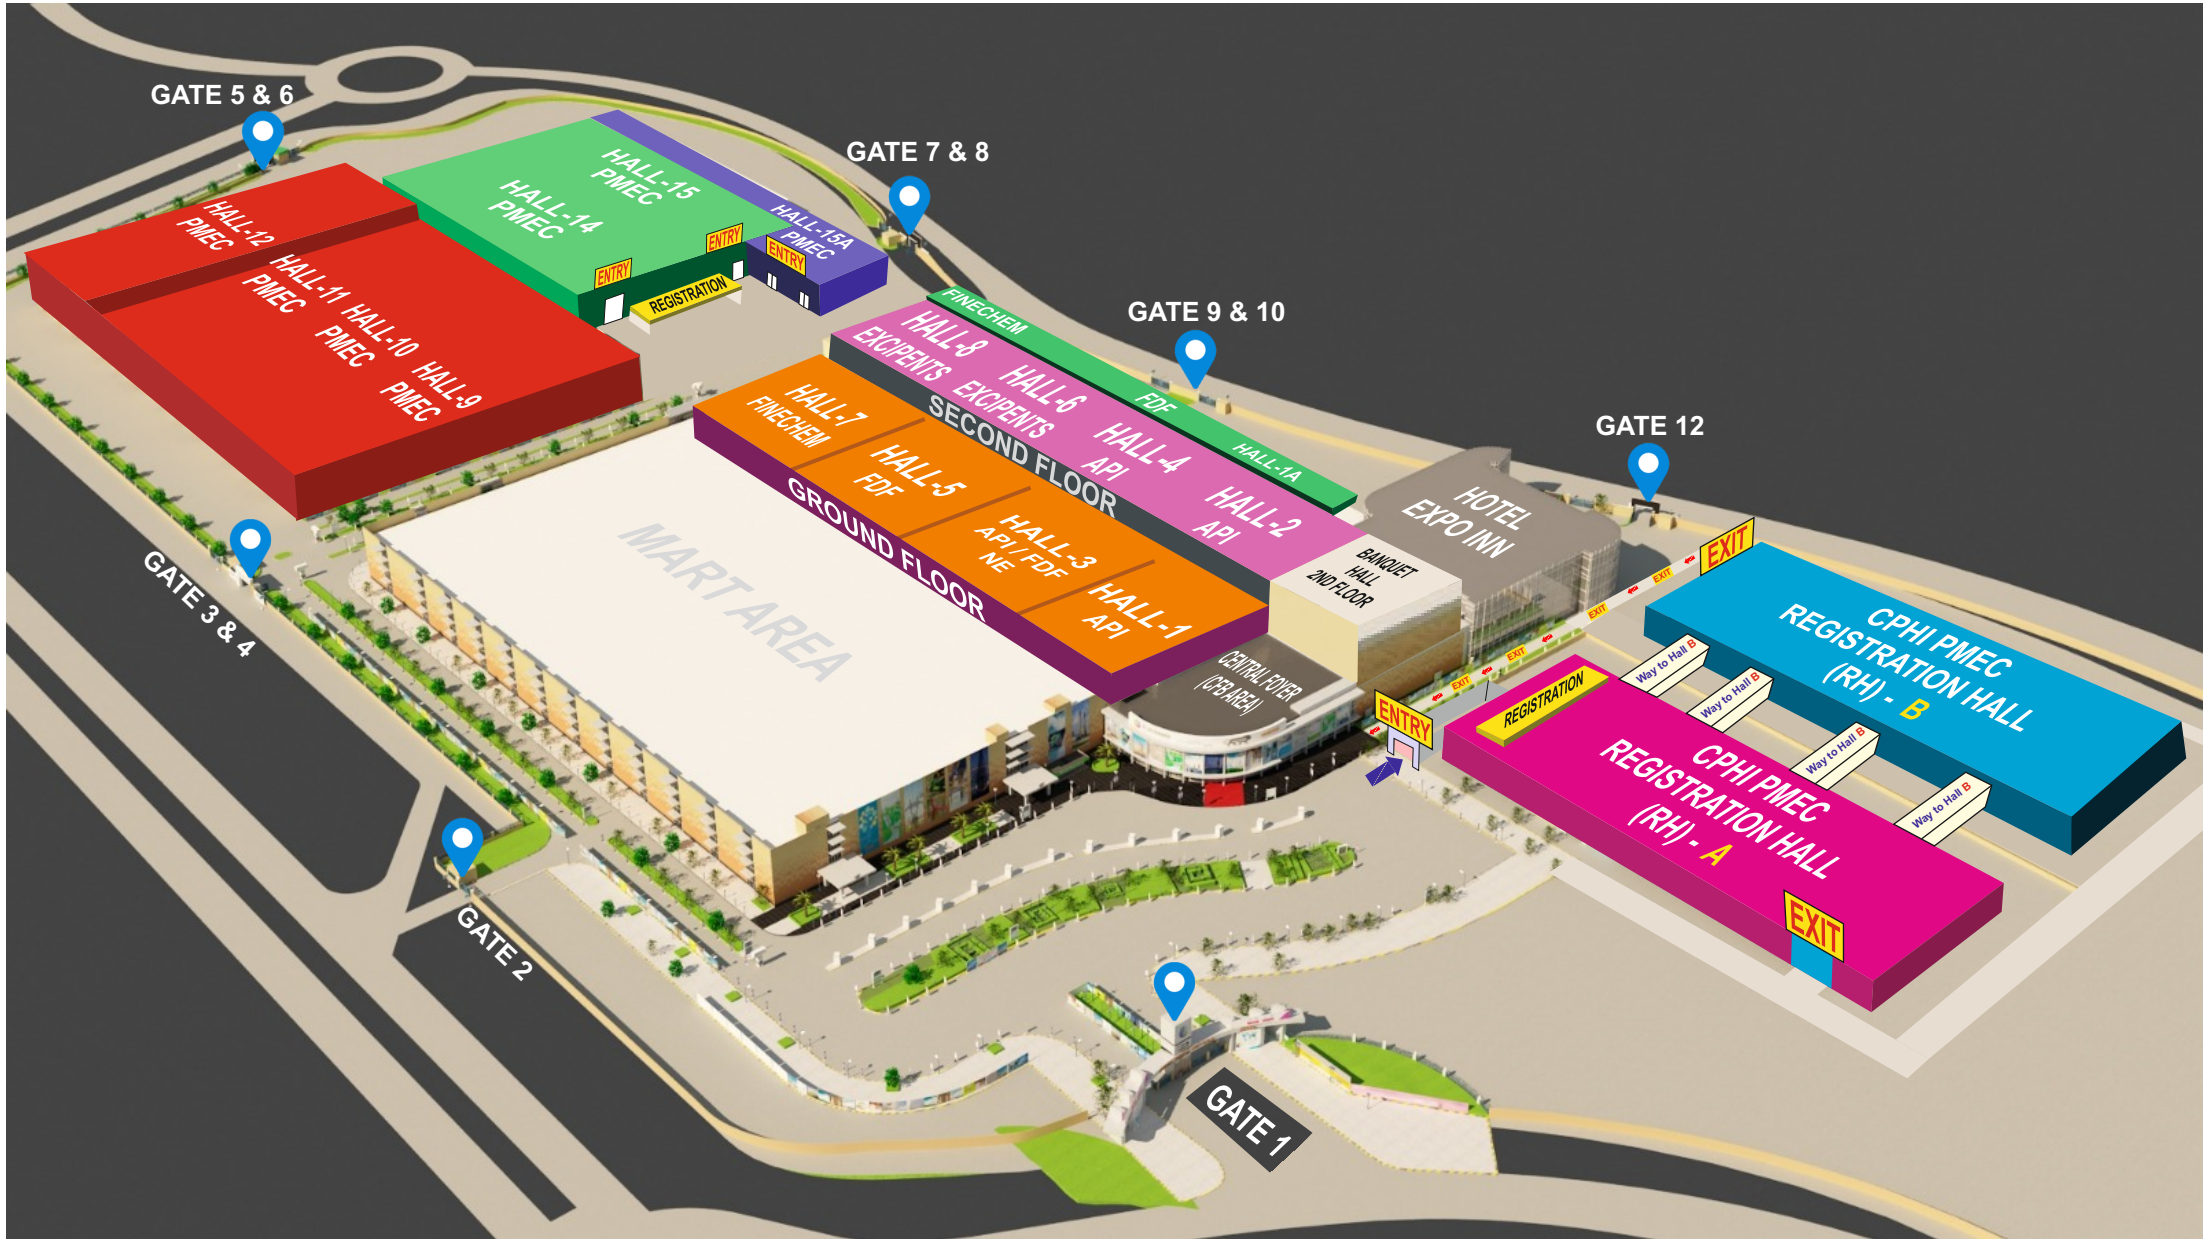 GATE 5 & 6
GATE 7 & 8
GATE 9 & 10
GATE 12
HALL-15
PMEC
HALL-14
PMEC
HALL-15A
PMEC
ENTRY
ENTRY
ENTRY
REGISTRATION
HALL-12
PMEC
HALL-11
PMEC
HALL-10
PMEC
HALL-9
PMEC
FINECHEM
FDF
HALL-1A
HALL-8
EXCIPENTS
HALL-6
EXCIPENTS
HALL-4
API
HALL-2
API
SECOND FLOOR
HALL-7
FINECHEM
HALL-5
FDF
HALL-3
API / FDF
NE
HALL-1
API
GROUND FLOOR
MART AREA
HOTEL
EXPO INN
BANQUET
HALL
2ND FLOOR
CENTRAL FOYER
(CFB AREA)
EXIT
EXIT
EXIT
EXIT
EXIT
ENTRY
CPHI PMEC
REGISTRATION HALL
(RH) - B
Way to Hall B
Way to Hall B
Way to Hall B
Way to Hall B
REGISTRATION
CPHI PMEC
REGISTRATION HALL
(RH) - A
EXIT
GATE 3 & 4
GATE 2
GATE 1